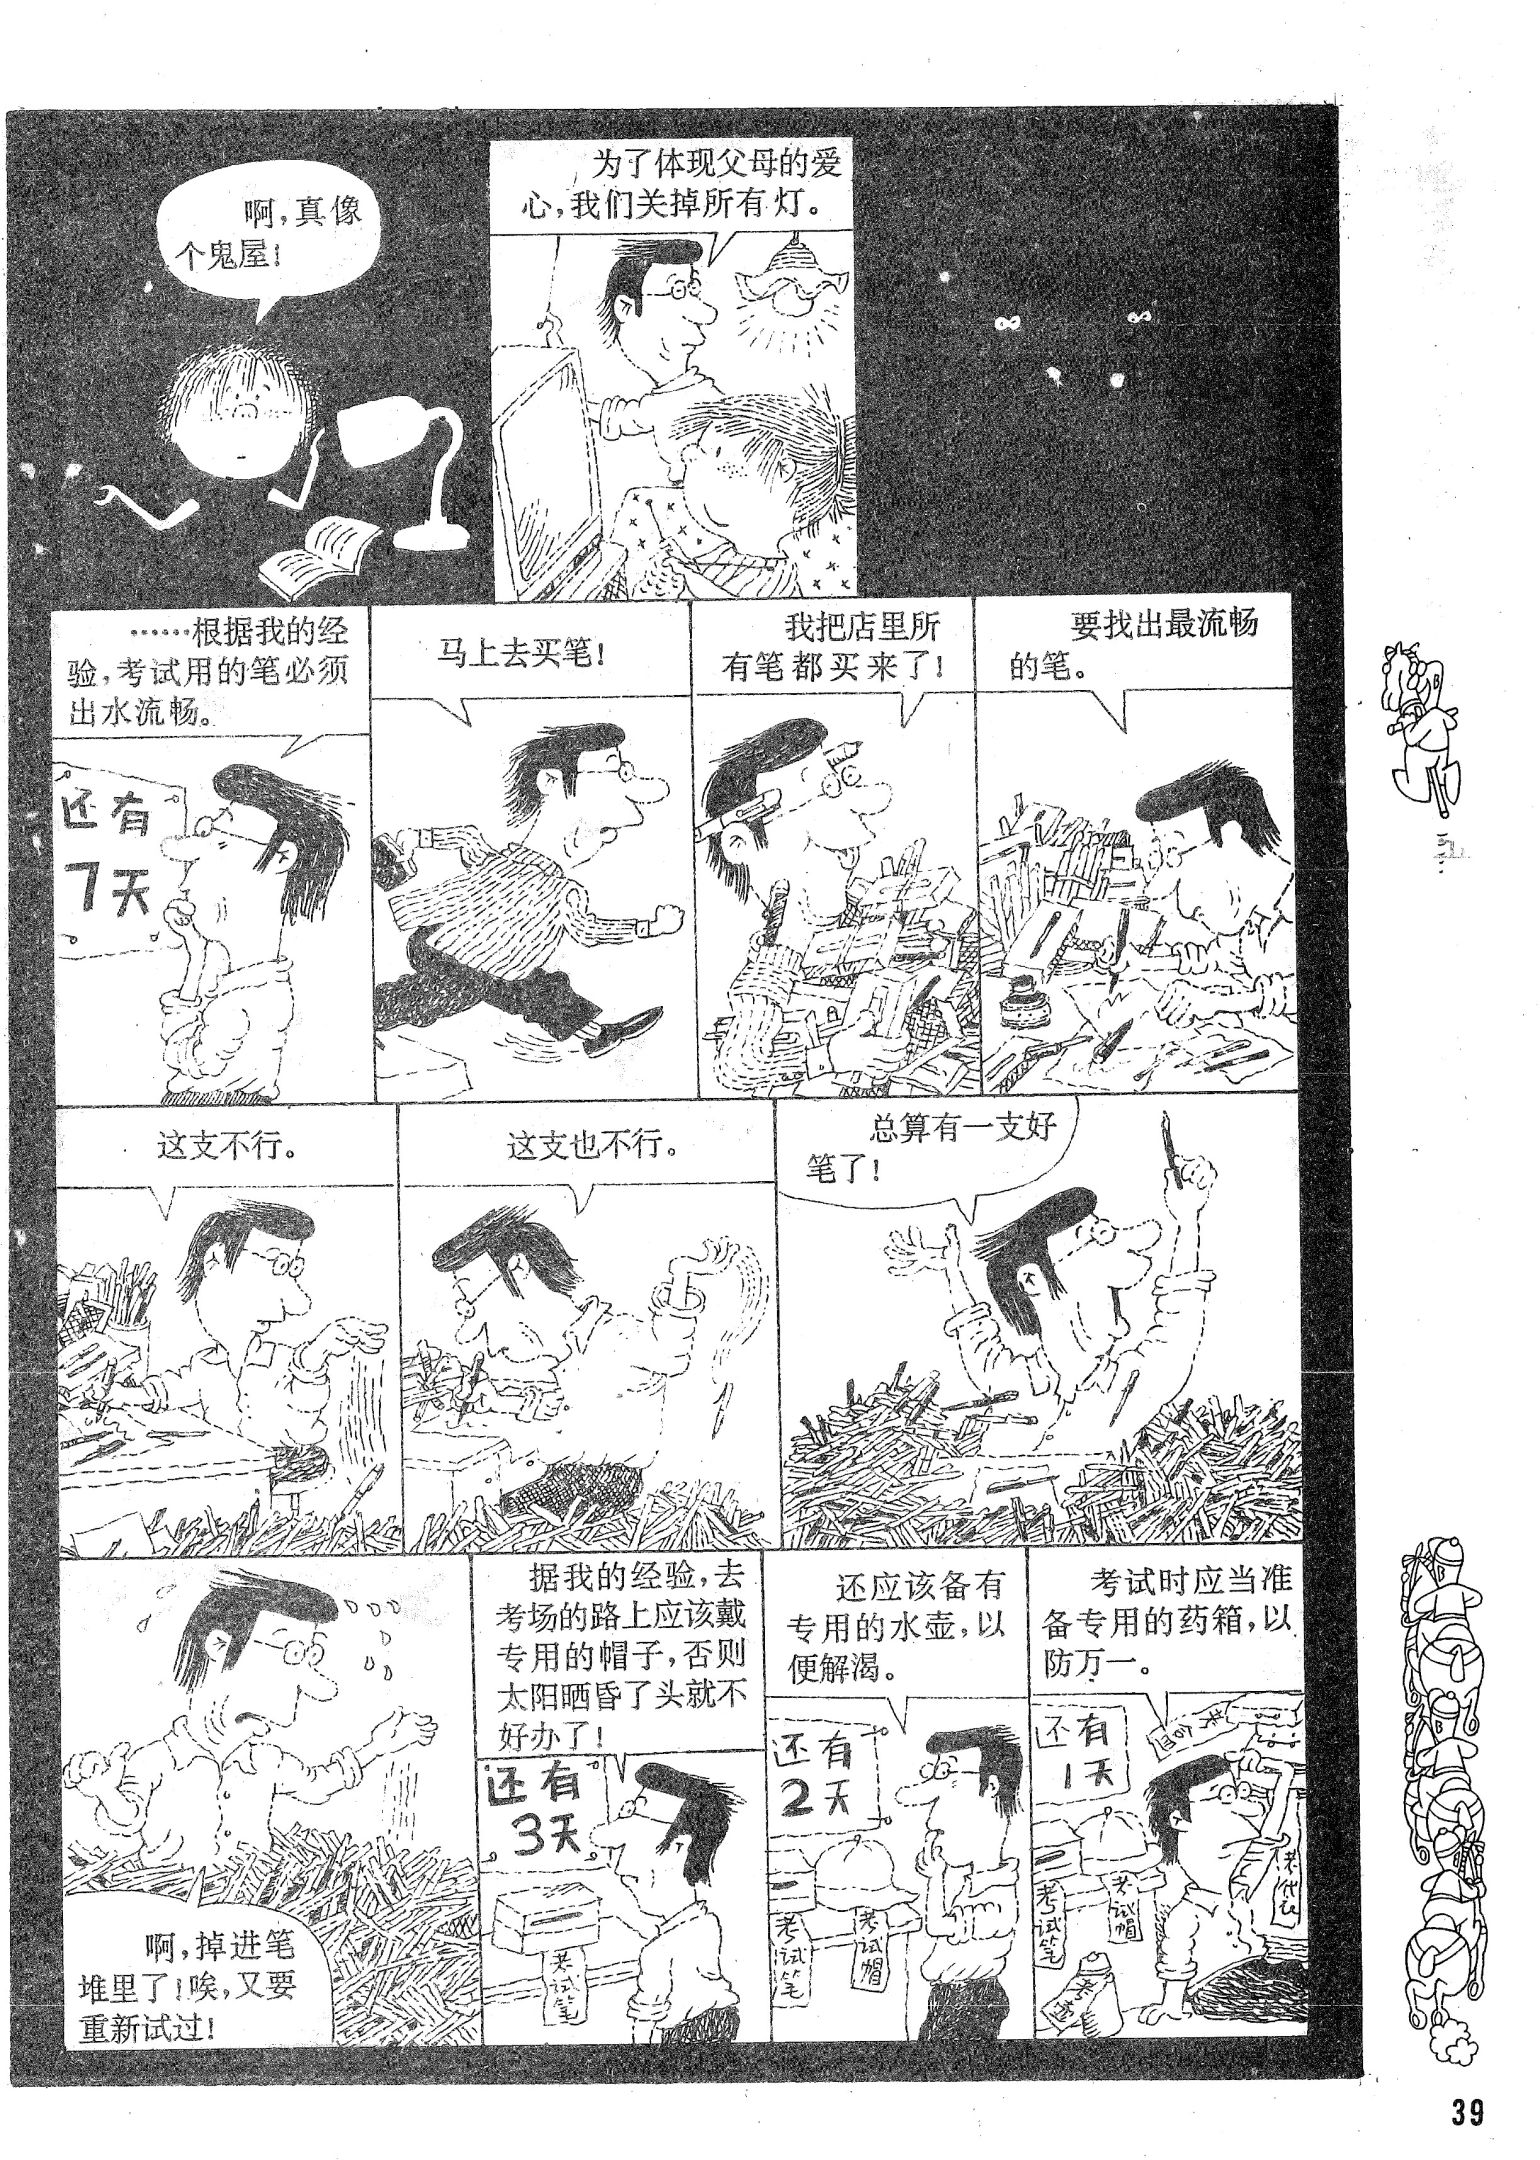 啊，真像
个鬼屋！
为了体现父母的爱
心，我们关掉所有灯。
……根据我的经
验，考试用的笔必须
出水流畅。
还有
7天
马上去买笔！
我把店里所
有笔都买来了！
要找出最流畅
的笔。
这支不行。
这支也不行。
总算有一支好
笔了！
啊，掉进笔
堆里了！唉，又要
重新试过！
据我的经验，去
考场的路上应该戴
专用的帽子，否则
太阳晒昏了头就不
好办了！
还有
3天
考试笔
还应该备有
专用的水壶，以
便解渴。
还有
2天
考试笔
考试帽
考试时应当准
备专用的药箱，以
防万一。
还有
1天
考试笔
考试帽
39